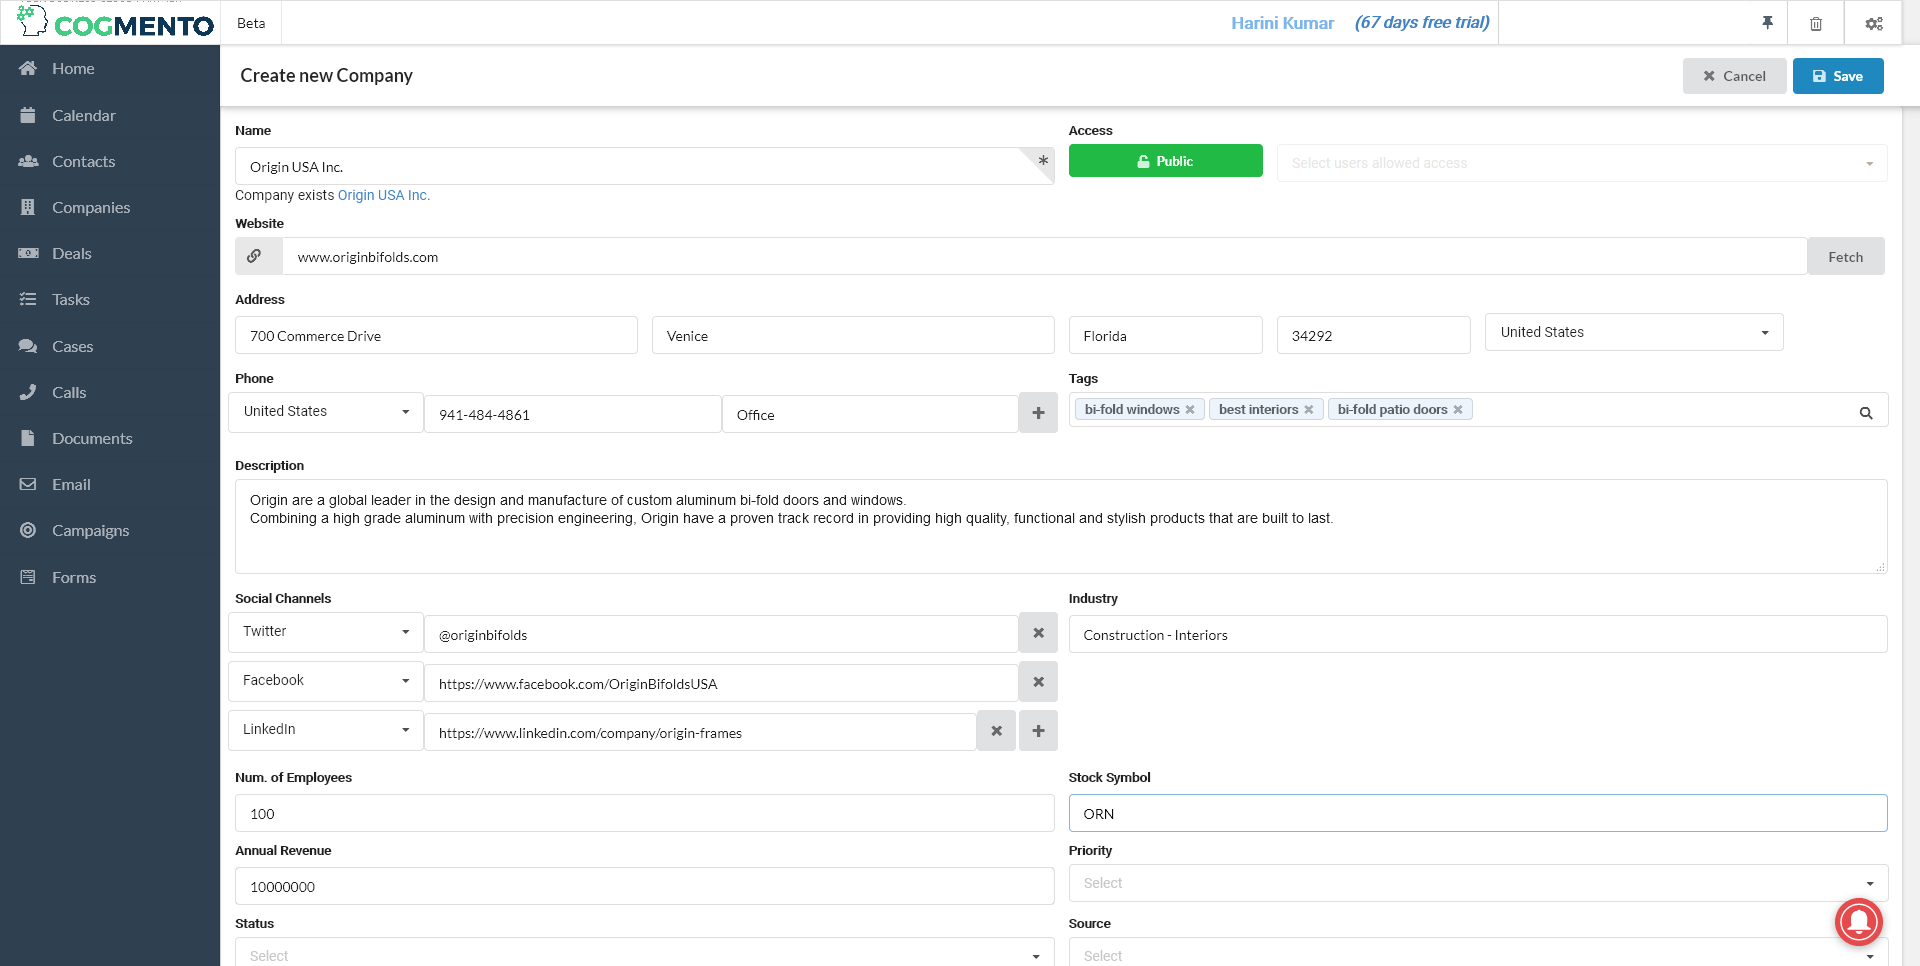 COGMENTO
Beta
Harini Kumar
(67 days free trial)
Home
Calendar
Contacts
Companies
Deals
Tasks
Cases
Calls
Documents
Email
Campaigns
Forms
Create new Company
Cancel
Save
Name
Access
Origin USA Inc.
*
Public
Select users allowed access
Company exists Origin USA Inc.
Website
www.originbifolds.com
Fetch
Address
700 Commerce Drive
Venice
Florida
34292
United States
Phone
Tags
United States
941-484-4861
Office
bi-fold windows
best interiors
bi-fold patio doors
Description
Origin are a global leader in the design and manufacture of custom aluminum bi-fold doors and windows.
Combining a high grade aluminum with precision engineering, Origin have a proven track record in providing high quality, functional and stylish products that are built to last.
Social Channels
Industry
Twitter
@originbifolds
Construction - Interiors
Facebook
https://www.facebook.com/OriginBifoldsUSA
LinkedIn
https://www.linkedin.com/company/origin-frames
Num. of Employees
Stock Symbol
100
ORN
Annual Revenue
Priority
10000000
Select
Status
Source
Select
Select